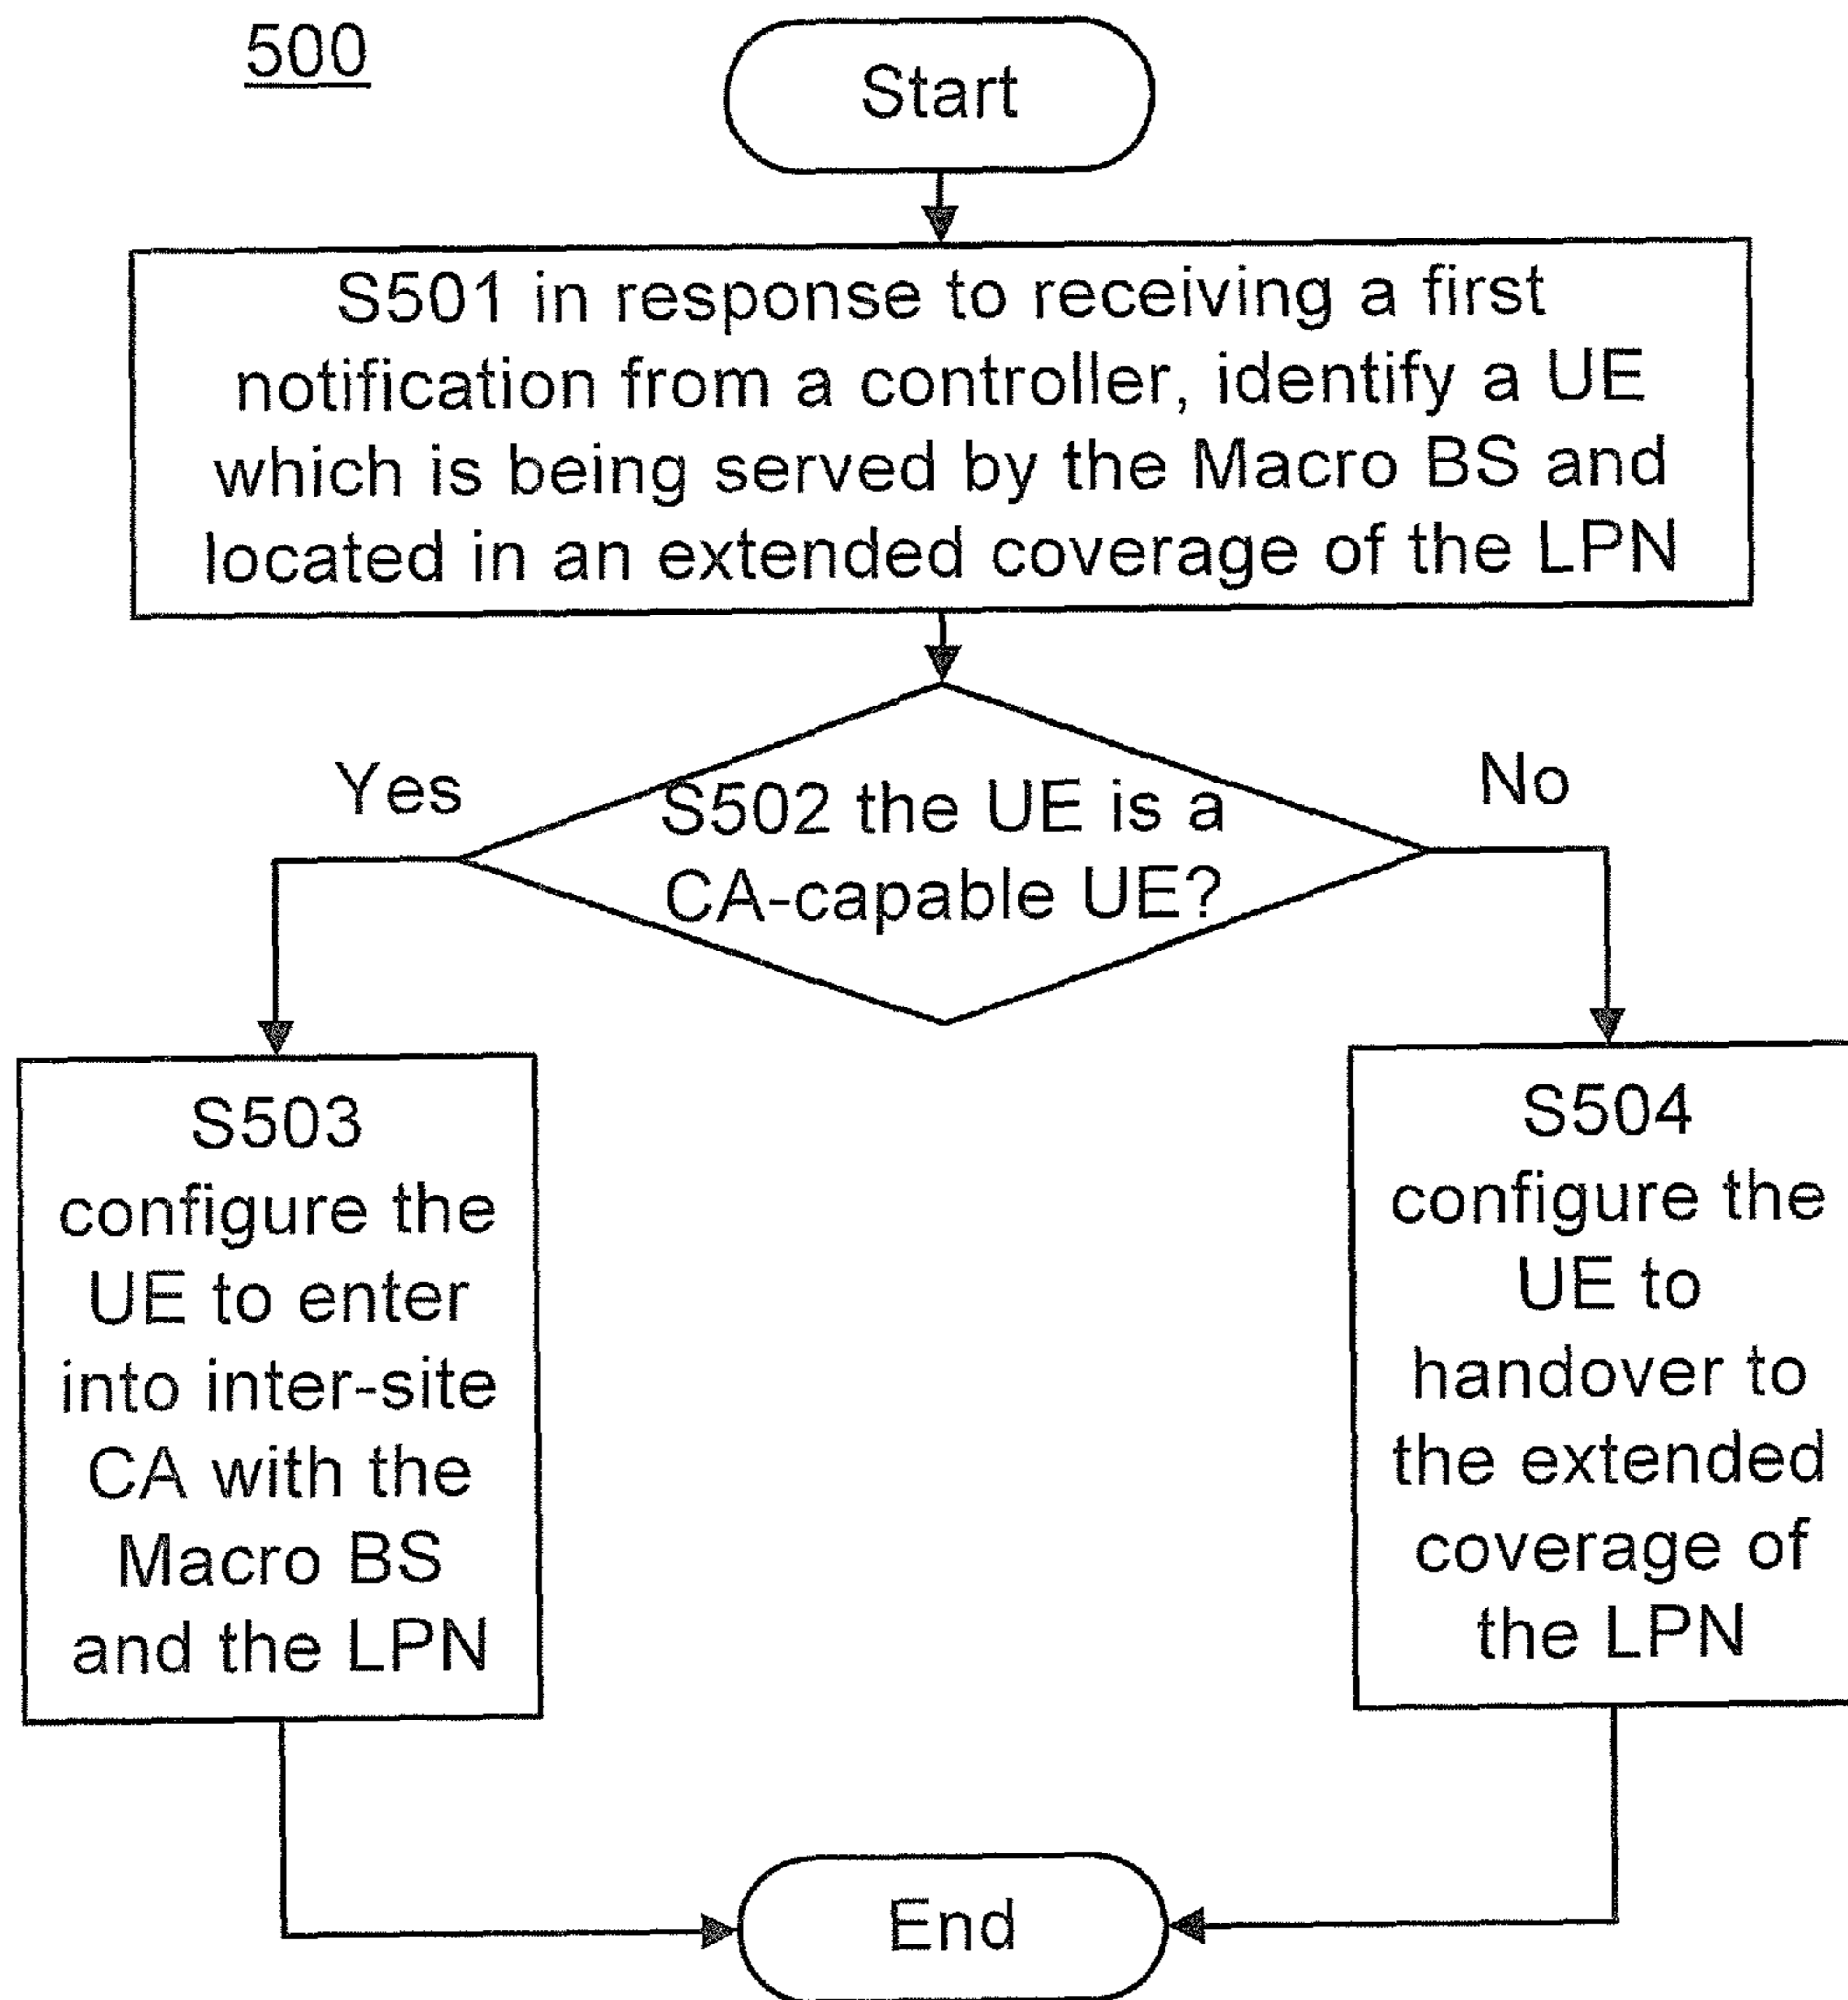 500
Start
S501 in response to receiving a first
notification from a controller, identify a UE
which is being served by the Macro BS and
located in an extended coverage of the LPN
Yes
No
S502 the UE is a
CA-capable UE?
S503
configure the
UE to enter
into inter-site
CA with the
Macro BS
and the LPN
S504
configure the
UE to
handover to
the extended
coverage of
the LPN
End